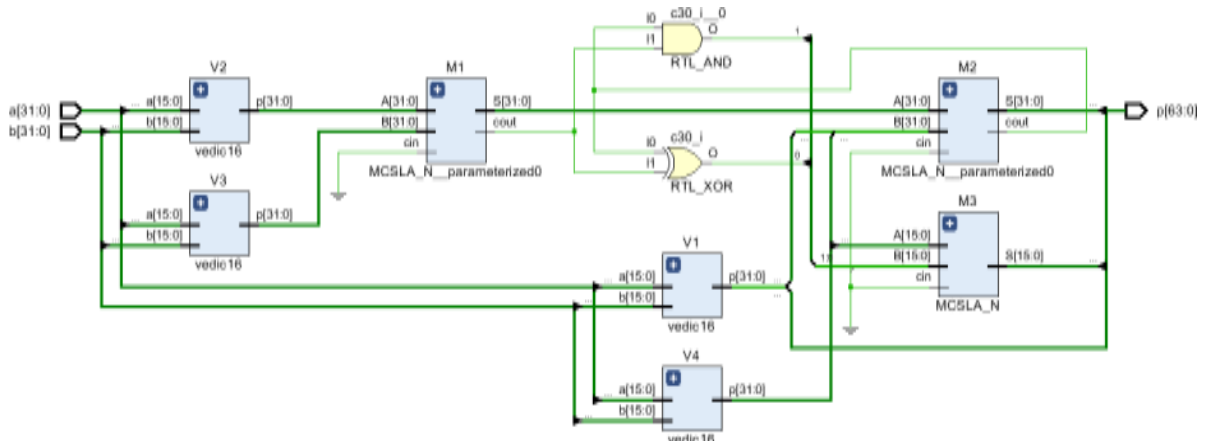 a[31:0]
b[31:0]
V2
a(15:0]
b[15:0]
p[31:0]
vedic16
V3
a(15:0]
b[15:0]
p[31:0]
vedic16
M1
A[31:0]
B[31:0]
cin
S[31:0]
cout
MCSLA_N__parameterized0
c30_i__0
I0
I1
O
RTL_AND
1
c30_i
I0
I1
O
RTL_XOR
0
V1
a[15:0]
b[15:0]
p[31:0]
vedic16
V4
a[15:0]
b[15:0]
p[31:0]
vedic16
M2
A[31:0]
B[31:0]
cin
S[31:0]
cout
MCSLA_N__parameterized0
M3
A[15:0]
B[15:0]
cin
S[15:0]
MCSLA_N
p[63:0]